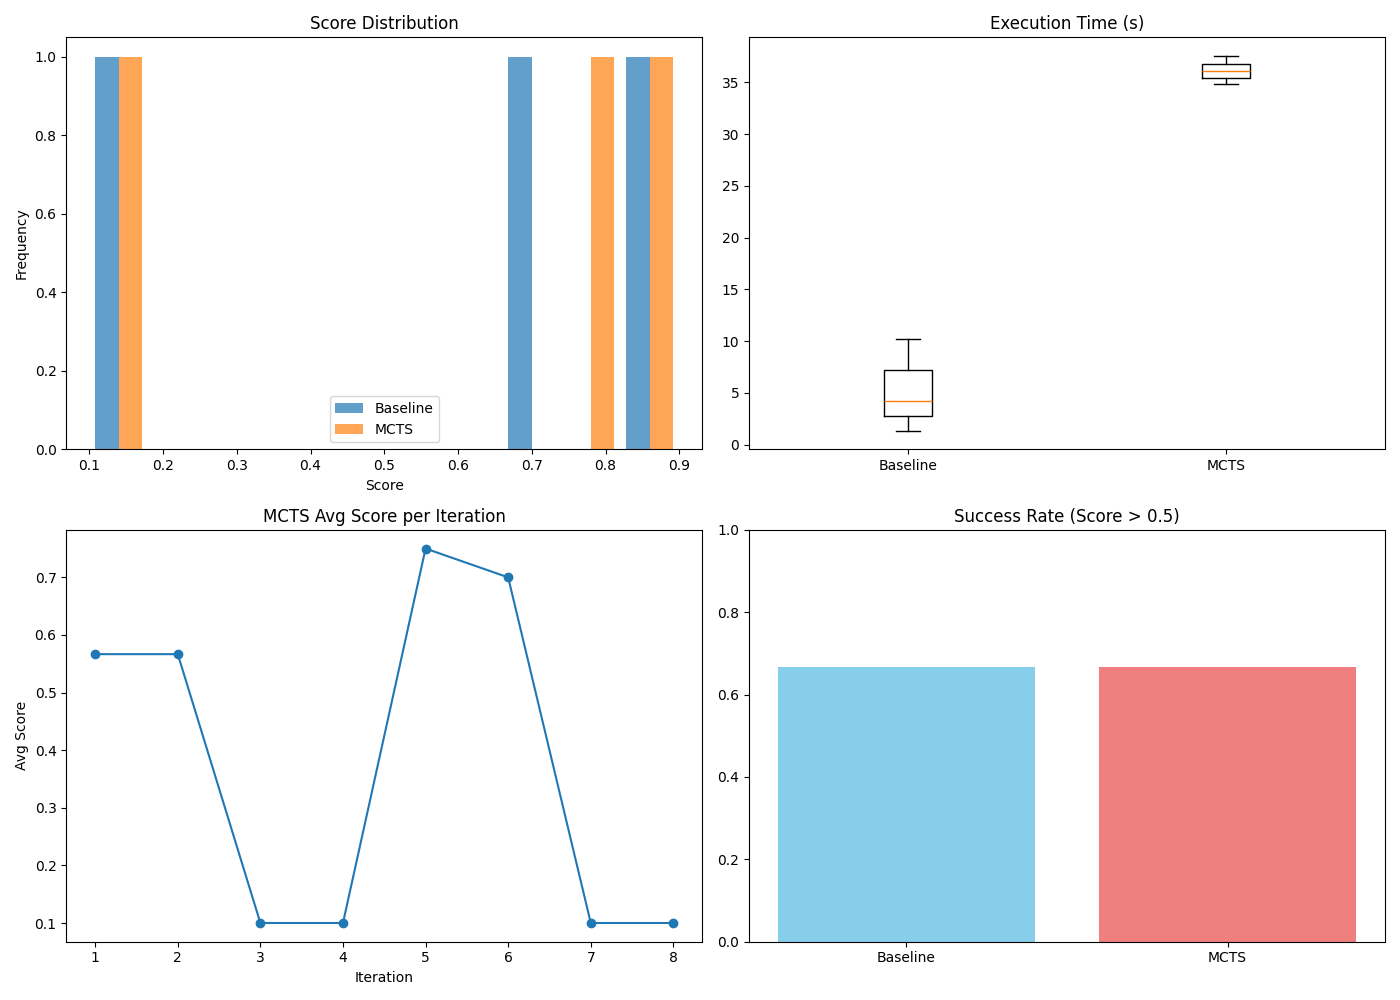 Score Distribution
Frequency
1.0
0.8
0.6
0.4
0.2
0.0
Baseline
MCTS
0.1 0.2 0.3 0.4 0.5 0.6 0.7 0.8 0.9
Score
Execution Time (s)
35
30
25
20
15
10
5
0
Baseline MCTS
MCTS Avg Score per Iteration
Avg Score
0.7
0.6
0.5
0.4
0.3
0.2
0.1
1 2 3 4 5 6 7 8
Iteration
Success Rate (Score > 0.5)
1.0
0.8
0.6
0.4
0.2
0.0
Baseline MCTS